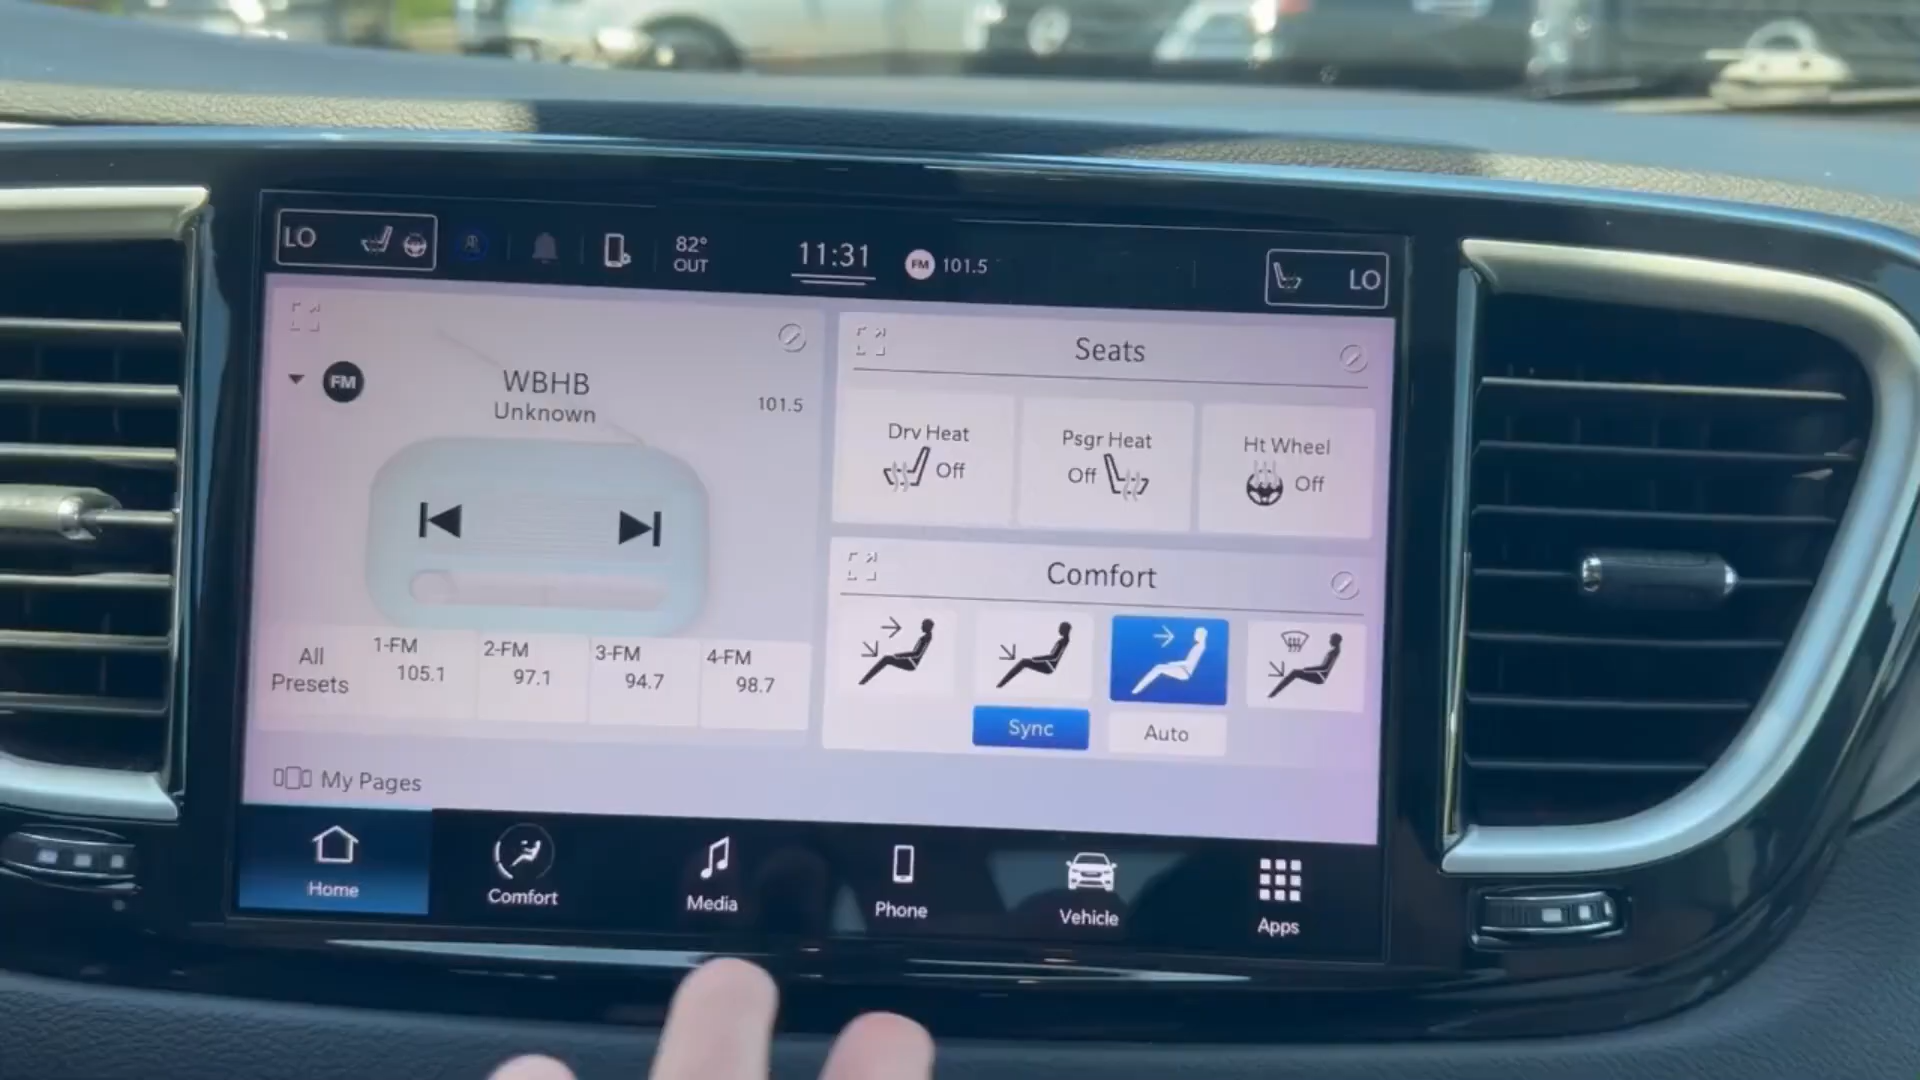 LO
82°
OUT
11:31
FM 101.5
LO
FM
WBHB
Unknown
101.5
All
Presets
1-FM
105.1
2-FM
97.1
3-FM
94.7
4-FM
98.7
My Pages
Seats
Drv Heat
Off
Psgr Heat
Off
Ht Wheel
Off
Comfort
Sync
Auto
Home
Comfort
Media
Phone
Vehicle
Apps